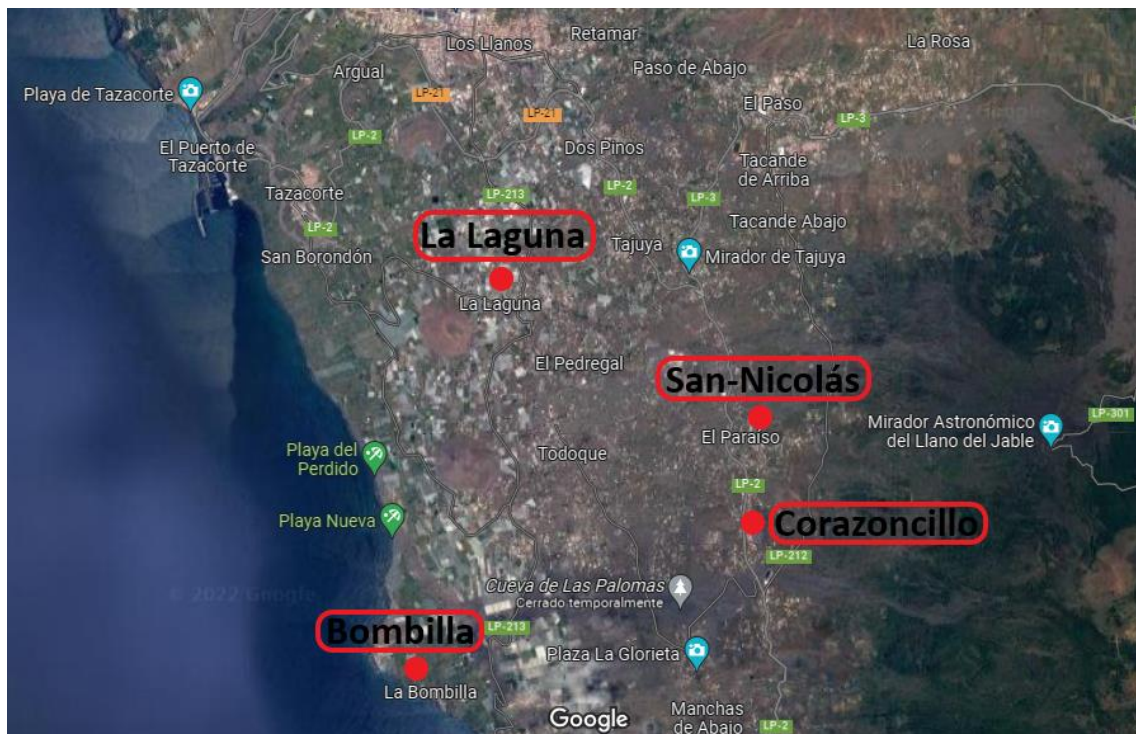 Los Llanos
Retamar
La Rosa
Argual
Paso de Abajo
Playa de Tazacorte
LP-21
El Paso
LP-21
LP-3
LP-2
El Puerto de
Tazacorte
Dos Pinos
Tacande
de Arriba
Tazacorte
LP-213
LP-2
LP-3
LP-2
La Laguna
Tacande Abajo
San Borondón
Tajuya
Mirador de Tajuya
La Laguna
El Pedregal
San-Nicolás
Mirador Astronómico
del Llano del Jable
LP-301
El Paraíso
Playa del
Perdido
Todoque
LP-2
Playa Nueva
Corazoncillo
LP-212
Cueva de Las Palomas
Cerrado temporalmente
© 2022 Google
Bombilla
LP-213
Plaza La Glorieta
La Bombilla
Google
Manchas
de Abajo
LP-2